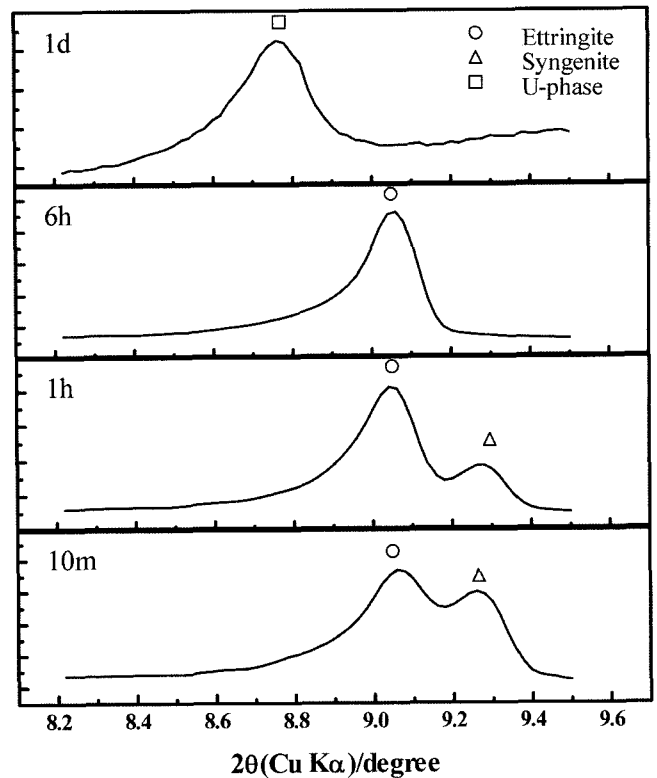 1d
Ettringite
Syngenite
U-phase
6h
1h
10m
8.2 8.4 8.6 8.8 9.0 9.2 9.4 9.6
2θ(Cu Kα)/degree